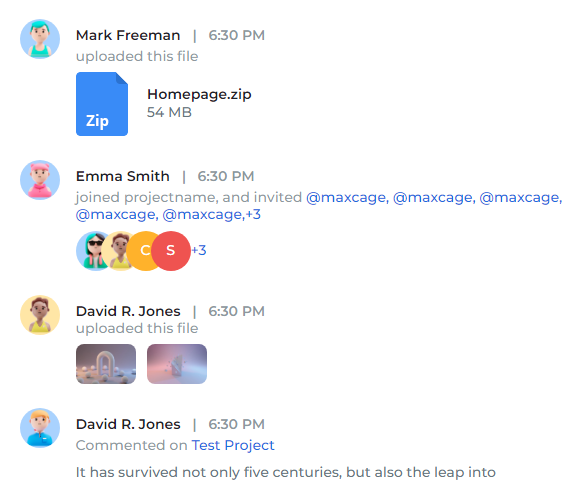 Mark Freeman | 6:30 PM
uploaded this file
Zip
Homepage.zip
54 MB
Emma Smith | 6:30 PM
joined projectname, and invited @maxcage, @maxcage, @maxcage,
@maxcage, @maxcage,+3
C
S
+3
David R. Jones | 6:30 PM
uploaded this file
David R. Jones | 6:30 PM
Commented on Test Project
It has survived not only five centuries, but also the leap into